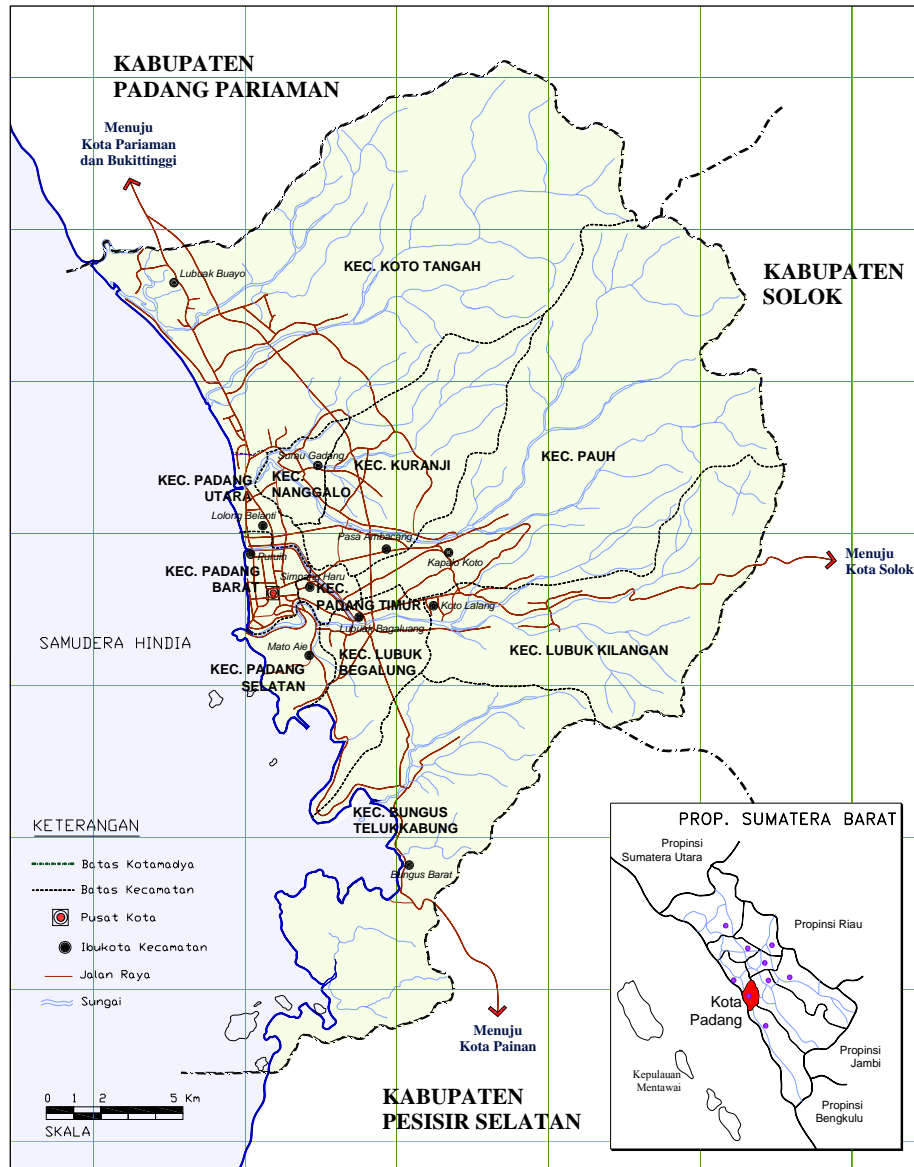 KABUPATEN
PADANG PARIAMAN
Menuju
Kota Pariaman
dan Bukittinggi
Lubuak Buayo
KEC. KOTO TANGAH
KABUPATEN
SOLOK
Surau Gadang
KEC. KURANJI
KEC. PAUH
KEC.
NANGGALO
KEC. PADANG
UTARA
Lolong Belanti
Pasa Ambacang
Kapalo Koto
Purum
Menuju
Kota Solok
KEC. PADANG
BARAT
Simpang Haru
KEC.
PADANG TIMUR
Koto Lalang
Lubuak Bagaluang
SAMUDERA HINDIA
Mato Aie
KEC. LUBUK
BEGALUNG
KEC. LUBUK KILANGAN
KEC. PADANG
SELATAN
KEC. BUNGUS
TELUKKABUNG
Bungus Barat
KETERANGAN
Batas Kotamadya
Batas Kecamatan
Pusat Kota
Ibukota Kecamatan
Jalan Raya
Sungai
Menuju
Kota Painan
KABUPATEN
PESISIR SELATAN
0 1 2 5 Km
SKALA
PROP. SUMATERA BARAT
Propinsi
Sumatera Utara
Propinsi Riau
Kota
Padang
Propinsi
Jambi
Kepulauan
Mentawai
Propinsi
Bengkulu